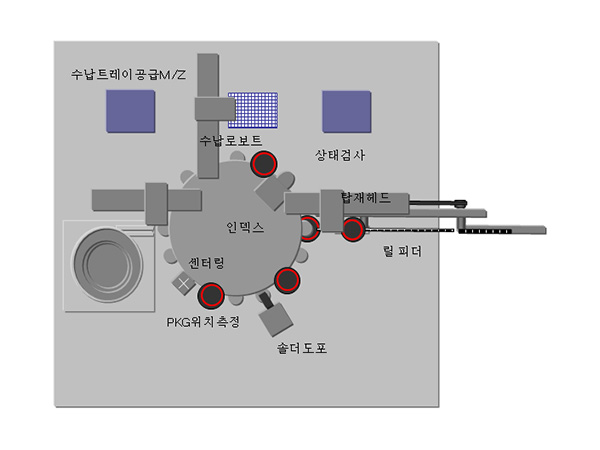 수납트레이공급M/Z
수납로보트
상태검사
탑재헤드
인덱스
릴 피더
센터링
PKG위치측정
솔더도포